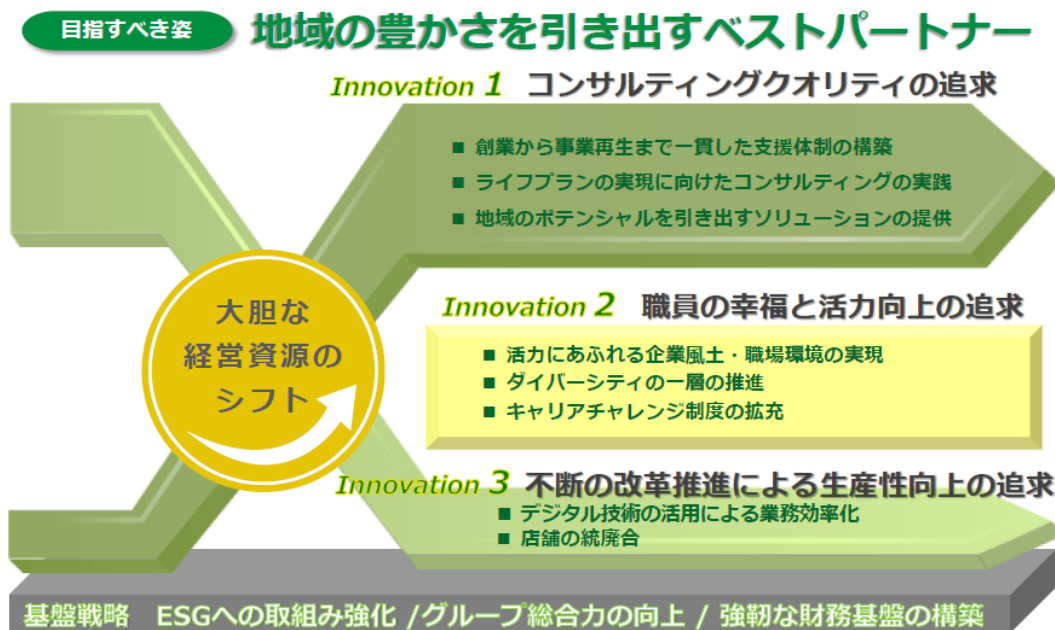 目指すべき姿 地域の豊かさを引き出すベストパートナー
Innovation 1 コンサルティングクオリティの追求
■ 創業から事業再生まで一貫した支援体制の構築
■ ライフプランの実現に向けたコンサルティングの実践
■ 地域のポテンシャルを引き出すソリューションの提供
大胆な
経営資源の
シフト
Innovation 2 職員の幸福と活力向上の追求
■ 活力にあふれる企業風土・職場環境の実現
■ ダイバーシティの一層の推進
■ キャリアチャレンジ制度の拡充
Innovation 3 不断の改革推進による生産性向上の追求
■ デジタル技術の活用による業務効率化
■ 店舗の統廃合
基盤戦略 ESGへの取組み強化 /グループ総合力の向上 / 強靭な財務基盤の構築